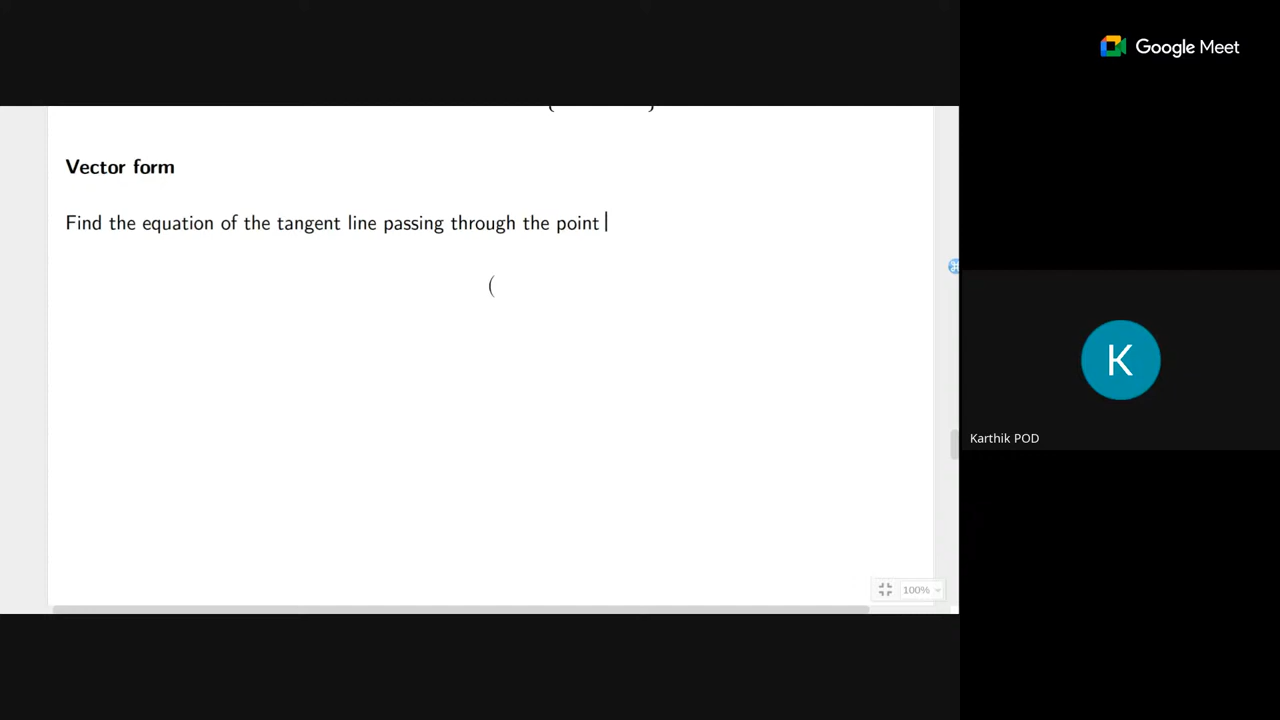 Google Meet
Vector form
Find the equation of the tangent line passing through the point
(
K
Karthik POD
100%